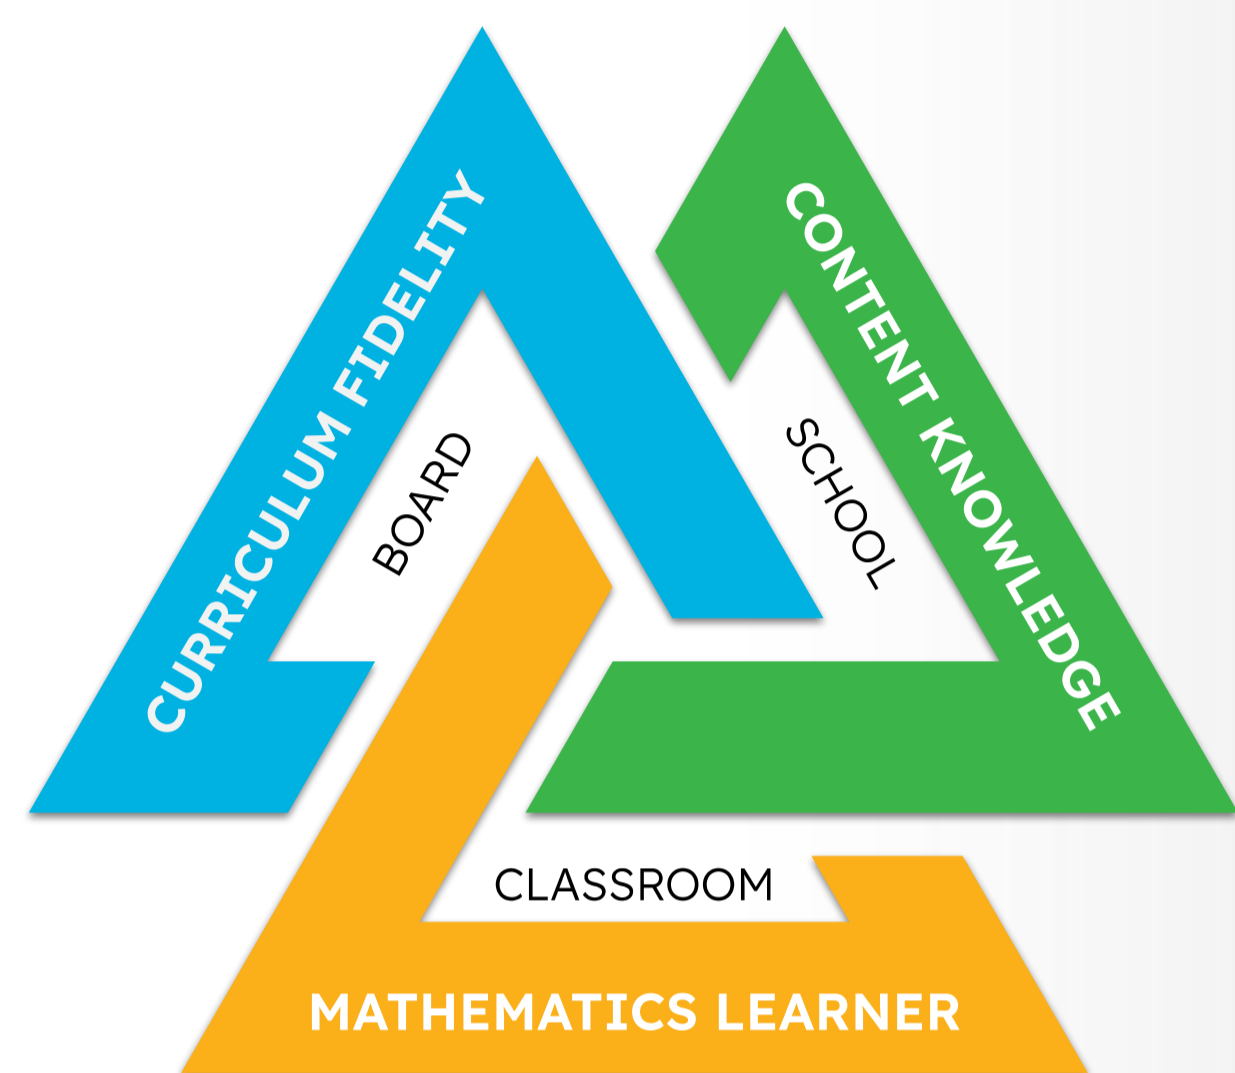 CURRICULUM FIDELITY
BOARD
CONTENT KNOWLEDGE
SCHOOL
CLASSROOM
MATHEMATICS LEARNER